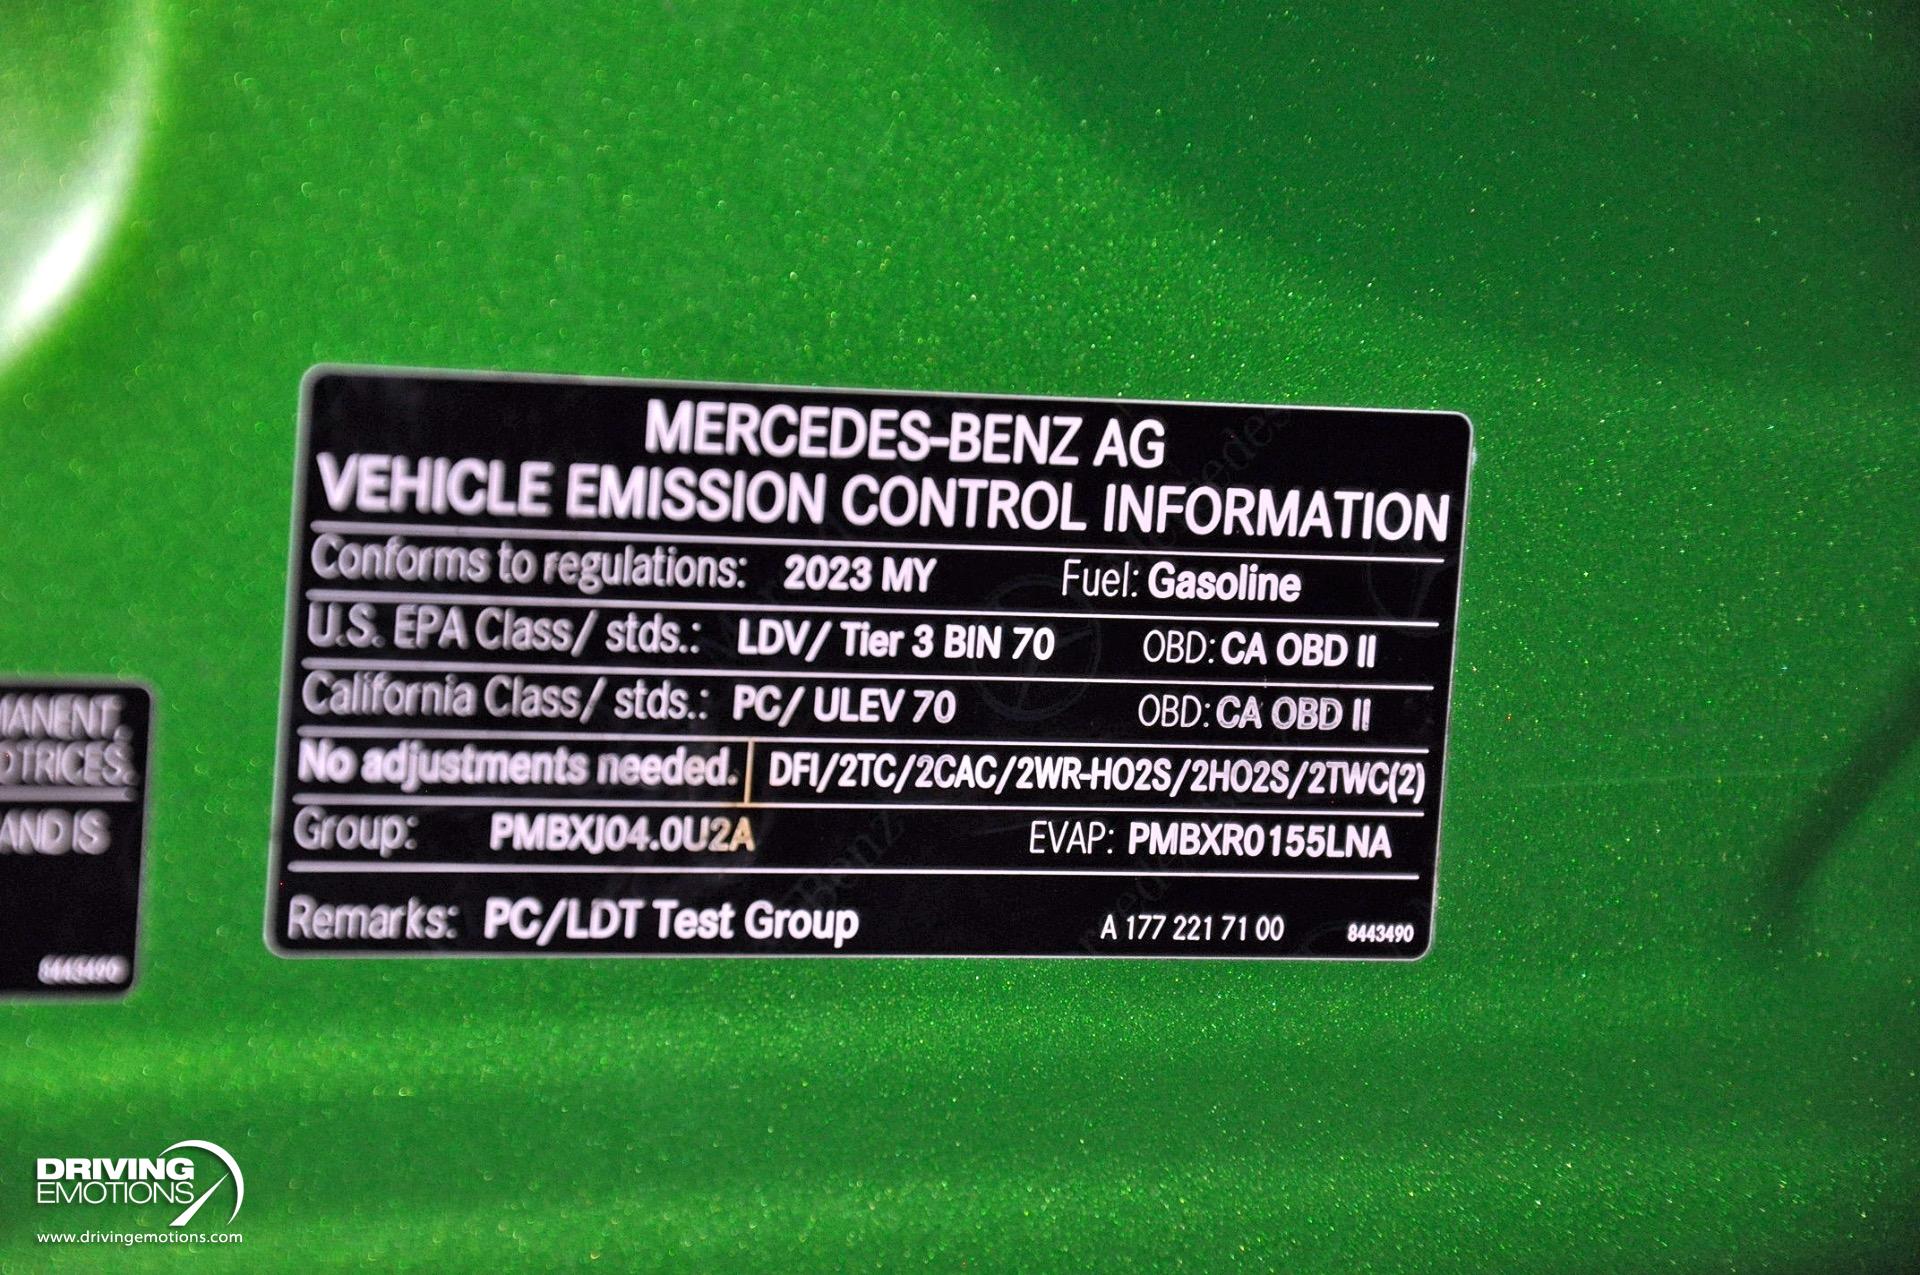 MERCEDES-BENZ AG
VEHICLE EMISSION CONTROL INFORMATION
Conforms to regulations: 2023 MY Fuel: Gasoline
U.S. EPA Class/ stds.: LDV/ Tier 3 BIN 70 OBD: CA OBD II
California Class/ stds.: PC/ ULEV 70 OBD: CA OBD II
No adjustments needed. DFI/2TC/2CAC/2WR-HO2S/2HO2S/2TWC(2)
Group: PMBXJ04.0U2A EVAP: PMBXR0155LNA
Remarks: PC/LDT Test Group A 177 221 71 00 8443490
AND IS
8443490
DRIVING
EMOTIONS
www.drivingemotions.com